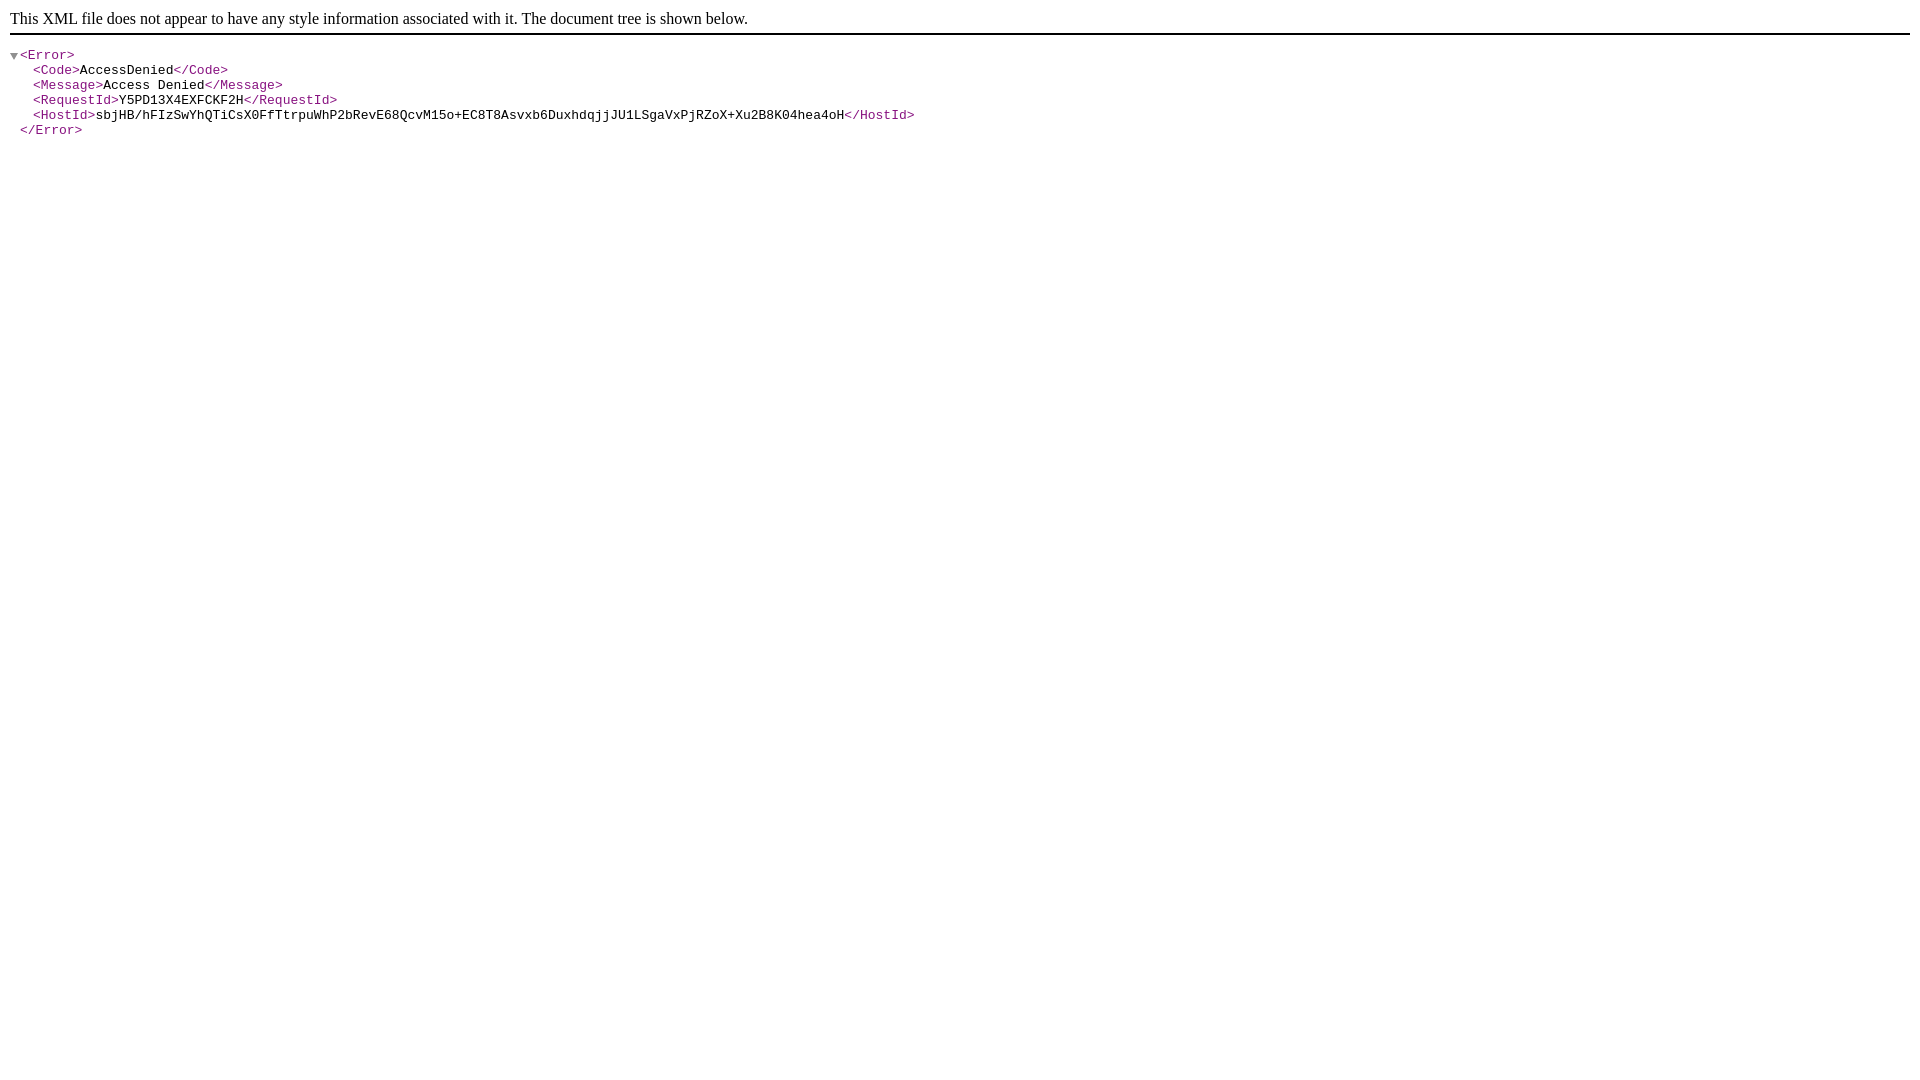 This XML file does not appear to have any style information associated with it. The document tree is shown below.
<Error>
<Code>AccessDenied</Code>
<Message>Access Denied</Message>
<RequestId>Y5PD13X4EXFCKF2H</RequestId>
<HostId>sbjHB/hFIzSwYhQTiCsX0FfTtrpuWhP2bRevE68QcvM15o+EC8T8Asvxb6DuxhdqjjJU1LSgaVxPjRZoX+Xu2B8K04hea4oH</HostId>
</Error>